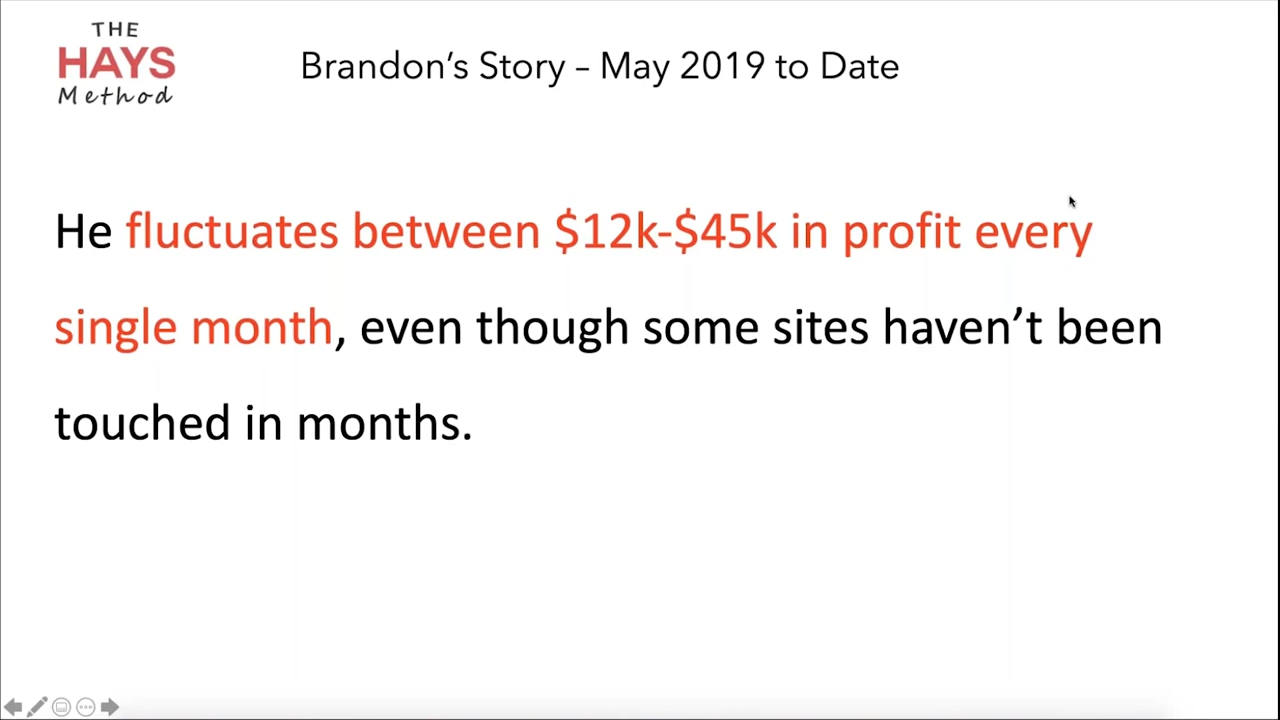 THE
HAYS
Method
Brandon’s Story – May 2019 to Date
He fluctuates between $12k-$45k in profit every
single month, even though some sites haven’t been
touched in months.